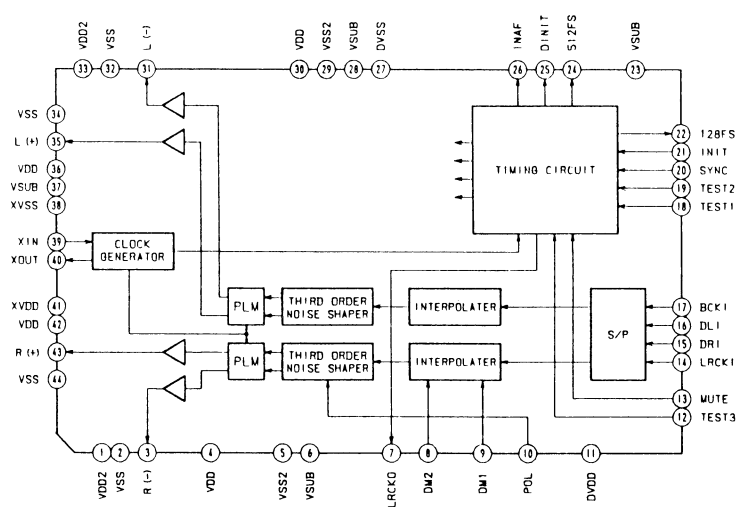 VDD2
VSS
L (-)
VDD
VSS2
VSUB
DVSS
INAF
DINIT
512FS
VSUB
33
32
31
30
29
28
27
26
25
24
23
VSS
34
L (+)
35
VDD
36
VSUB
37
XVSS
38
XIN
39
XOUT
40
XVDD
41
VDD
42
R (+)
43
VSS
44
TIMING CIRCUIT
22
128FS
21
INIT
20
SYNC
19
TEST2
18
TEST1
CLOCK
GENERATOR
PLM
THIRD ORDER
NOISE SHAPER
INTERPOLATER
S/P
PLM
THIRD ORDER
NOISE SHAPER
INTERPOLATER
17
BCKI
16
DLI
15
DRI
14
LRCKI
13
MUTE
12
TEST3
1
2
3
4
5
6
7
8
9
10
11
VDD2
VSS
R (-)
VDD
VSS2
VSUB
LRCKO
DM2
DM1
POL
DVDD